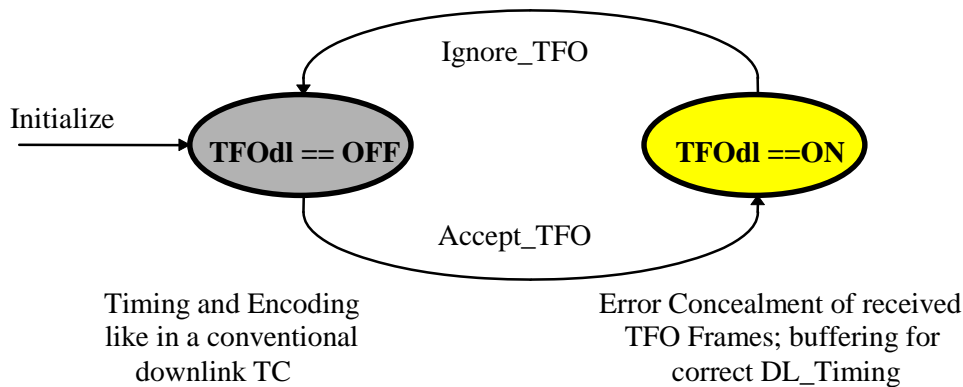 Ignore_TFO
Initialize
TFOdl == OFF
TFOdl ==ON
Accept_TFO
Timing and Encoding
like in a conventional
downlink TC
Error Concealment of received
TFO Frames; buffering for
correct DL_Timing